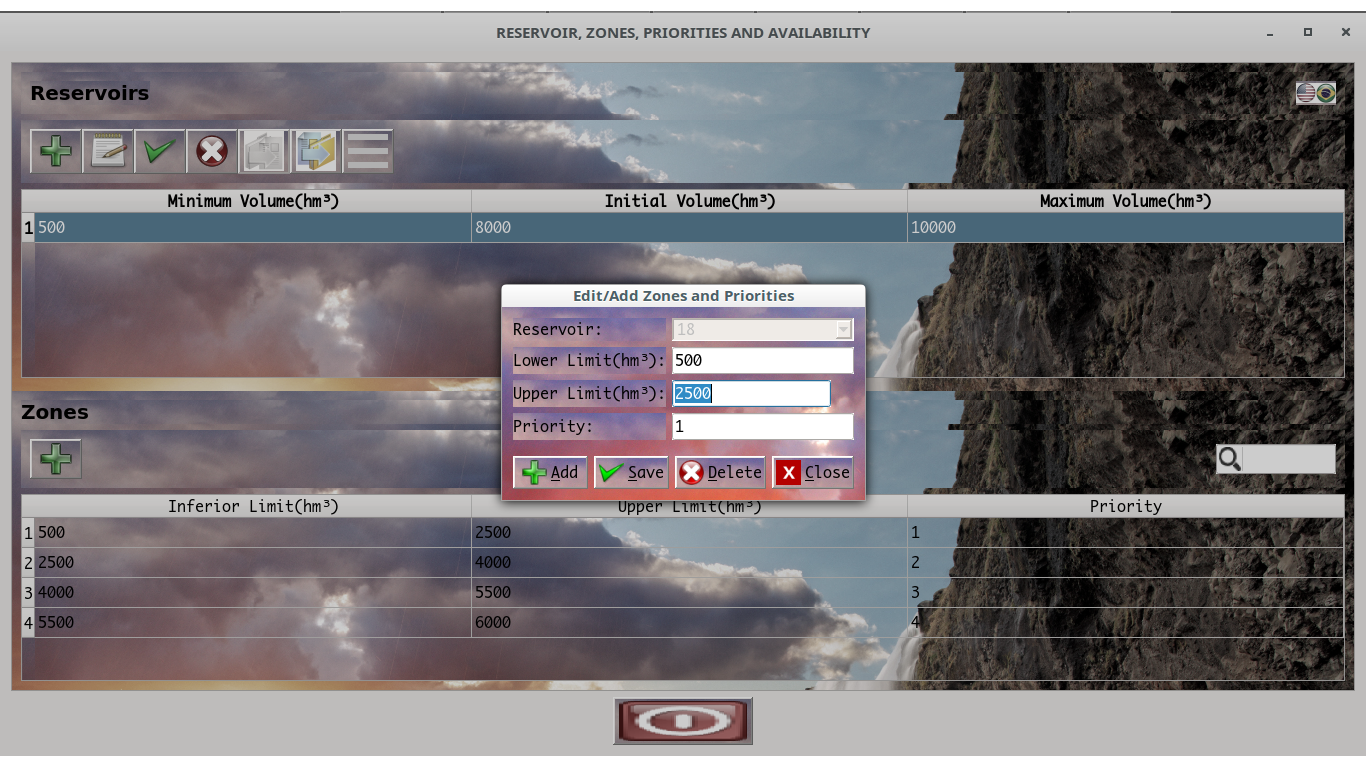 RESERVOIR, ZONES, PRIORITIES AND AVAILABILITY
Reservoirs
Minimum Volume(hm³) Initial Volume(hm³) Maximum Volume(hm³)
1 500 8000 10000
Edit/Add Zones and Priorities
Reservoir: 18
Lower Limit(hm³): 500
Upper Limit(hm³): 2500
Priority: 1
Add Save Delete X Close
Zones
Inferior Limit(hm³) Upper Limit(hm³) Priority
1 500 2500 1
2 2500 4000 2
3 4000 5500 3
4 5500 6000 4